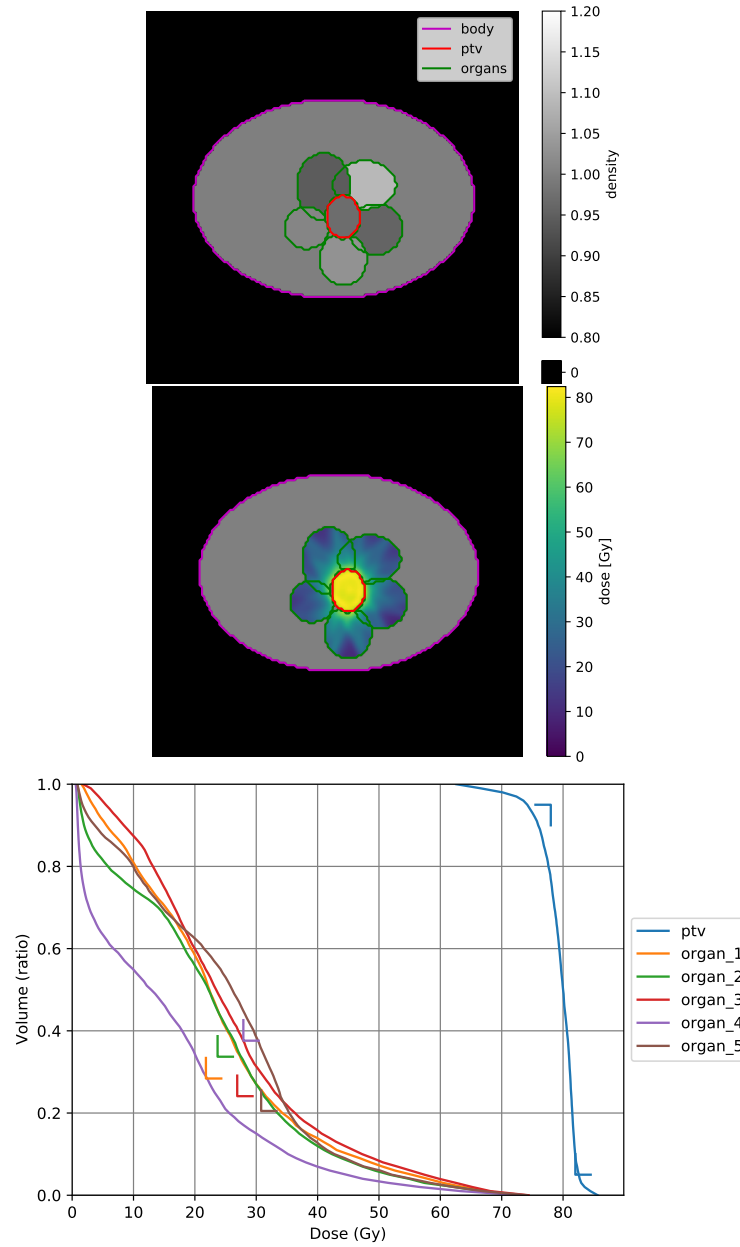 body
ptv
organs
1.20
1.15
1.10
1.05
1.00
0.95
0.90
0.85
0.80
density
0
80
70
60
50
40
30
20
10
0
dose [Gy]
1.0
0.8
0.6
0.4
0.2
0.0
Volume (ratio)
0 10 20 30 40 50 60 70 80
Dose (Gy)
ptv
organ_1
organ_2
organ_3
organ_4
organ_5